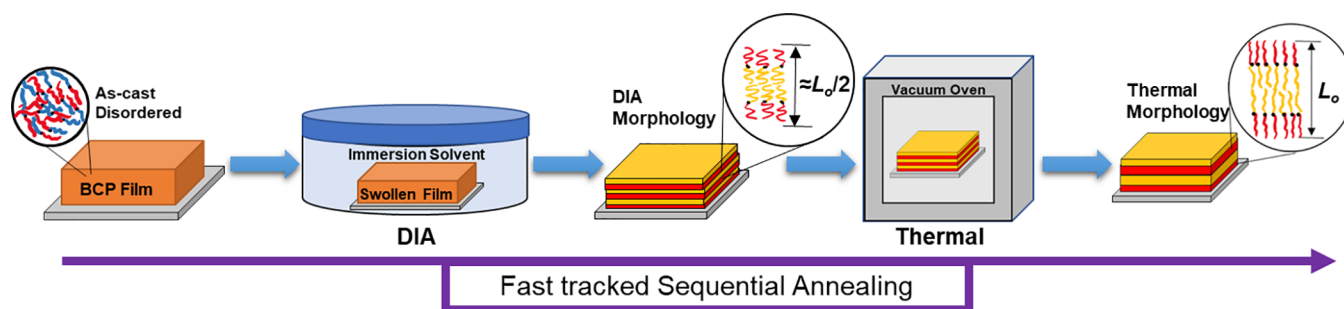 As-cast
Disordered
BCP Film
Immersion Solvent
Swollen Film
DIA
DIA
Morphology
≈Lo/2
Vacuum Oven
Thermal
Thermal
Morphology
Lo
Fast tracked Sequential Annealing